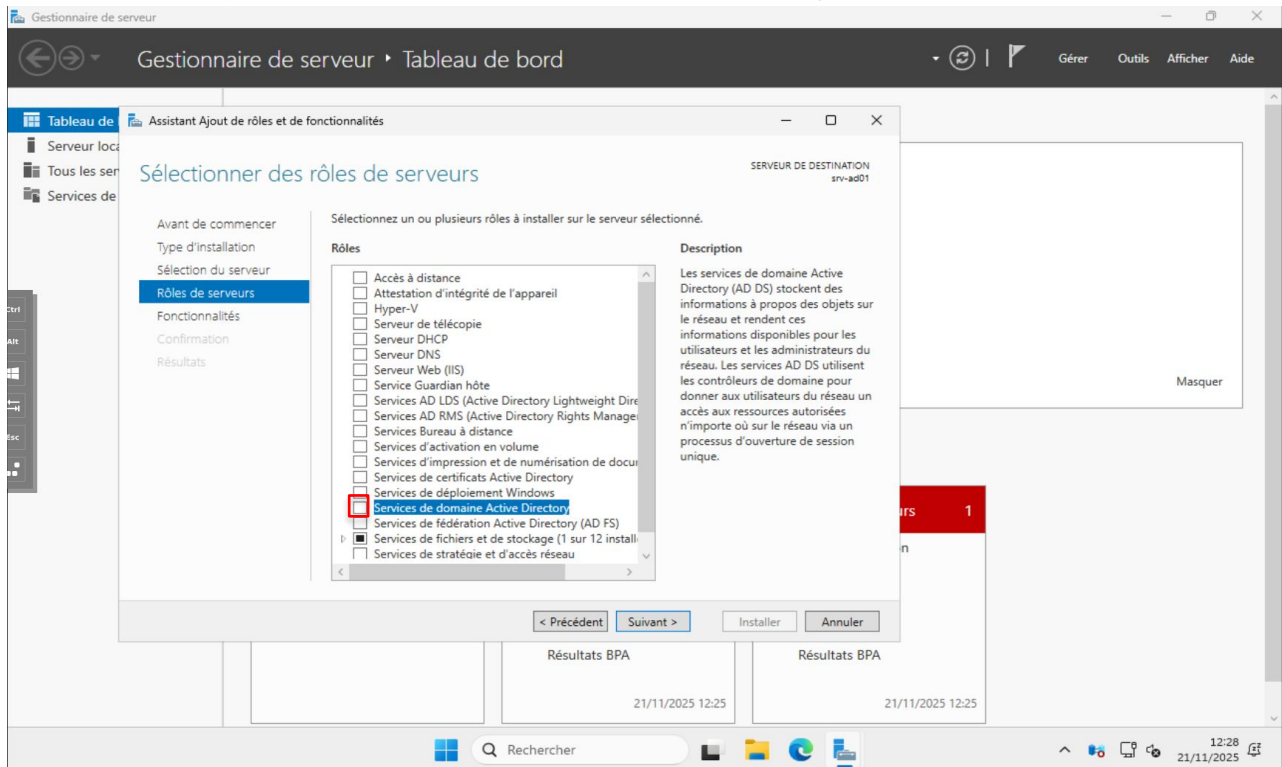 Gestionnaire de serveur
Gestionnaire de serveur ‣ Tableau de bord
Gérer Outils Afficher Aide
Tableau de
Serveur loca
Tous les ser
Services de
Assistant Ajout de rôles et de fonctionnalités
Sélectionner des rôles de serveurs
SERVEUR DE DESTINATION
srv-ad01
Avant de commencer
Type d'installation
Sélection du serveur
Rôles de serveurs
Fonctionnalités
Confirmation
Résultats
Sélectionnez un ou plusieurs rôles à installer sur le serveur sélectionné.
Rôles
Accès à distance
Attestation d'intégrité de l'appareil
Hyper-V
Serveur de télécopie
Serveur DHCP
Serveur DNS
Serveur Web (IIS)
Service Guardian hôte
Services AD LDS (Active Directory Lightweight Dire
Services AD RMS (Active Directory Rights Manage
Services Bureau à distance
Services d'activation en volume
Services d'impression et de numérisation de docu
Services de certificats Active Directory
Services de déploiement Windows
Services de domaine Active Directory
Services de fédération Active Directory (AD FS)
Services de fichiers et de stockage (1 sur 12 install
Services de stratégie et d'accès réseau
Description
Les services de domaine Active
Directory (AD DS) stockent des
informations à propos des objets sur
le réseau et rendent ces
informations disponibles pour les
utilisateurs et les administrateurs du
réseau. Les services AD DS utilisent
les contrôleurs de domaine pour
donner aux utilisateurs du réseau un
accès aux ressources autorisées
n'importe où sur le réseau via un
processus d'ouverture de session
unique.
< Précédent
Suivant >
Installer
Annuler
Ctrl
Alt
Esc
Masquer
urs 1
on
Résultats BPA
21/11/2025 12:25
Résultats BPA
21/11/2025 12:25
Rechercher
12:28
21/11/2025